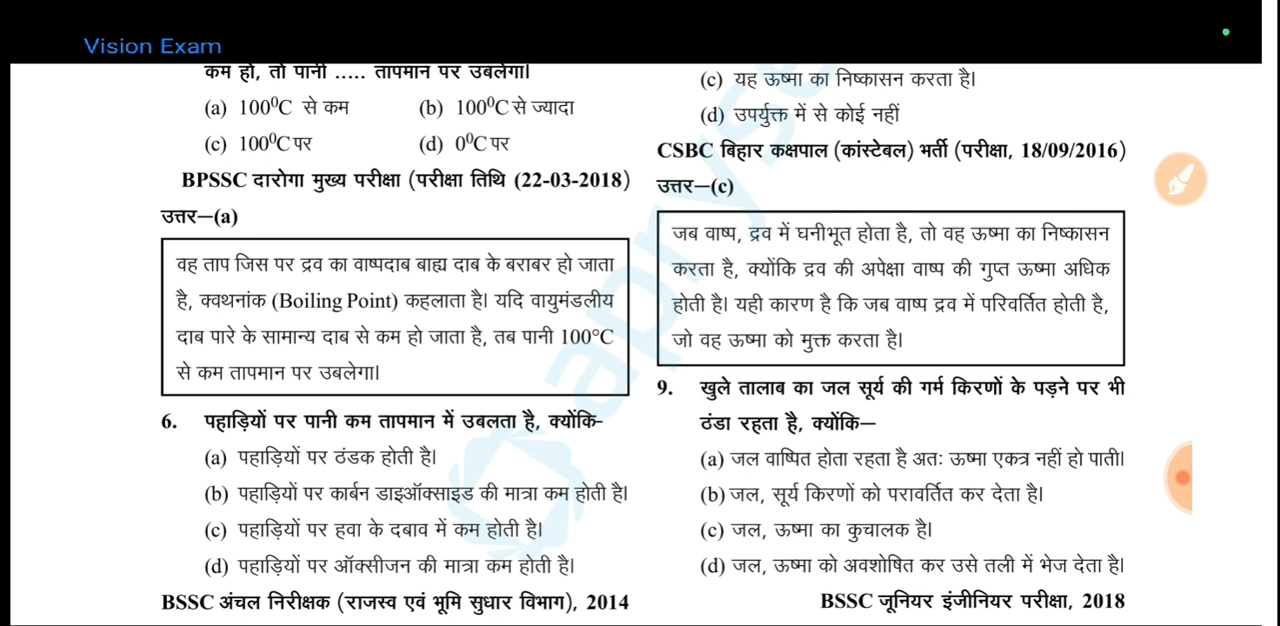 Vision Exam
कम हो, तो पानी ..... तापमान पर उबलेगा।
(a) 100⁰C से कम (b) 100⁰C से ज्यादा
(c) 100⁰C पर (d) 0⁰C पर
BPSSC दारोगा मुख्य परीक्षा (परीक्षा तिथि (22-03-2018)
उत्तर—(a)
वह ताप जिस पर द्रव का वाष्पदाब बाह्य दाब के बराबर हो जाता
है, क्वथनांक (Boiling Point) कहलाता है। यदि वायुमंडलीय
दाब पारे के सामान्य दाब से कम हो जाता है, तब पानी 100°C
से कम तापमान पर उबलेगा।
6. पहाड़ियों पर पानी कम तापमान में उबलता है, क्योंकि-
(a) पहाड़ियों पर ठंडक होती है।
(b) पहाड़ियों पर कार्बन डाइऑक्साइड की मात्रा कम होती है।
(c) पहाड़ियों पर हवा के दबाव में कम होती है।
(d) पहाड़ियों पर ऑक्सीजन की मात्रा कम होती है।
BSSC अंचल निरीक्षक (राजस्व एवं भूमि सुधार विभाग), 2014
(c) यह ऊष्मा का निष्कासन करता है।
(d) उपर्युक्त में से कोई नहीं
CSBC बिहार कक्षपाल (कांस्टेबल) भर्ती (परीक्षा, 18/09/2016)
उत्तर—(c)
जब वाष्प, द्रव में घनीभूत होता है, तो वह ऊष्मा का निष्कासन
करता है, क्योंकि द्रव की अपेक्षा वाष्प की गुप्त ऊष्मा अधिक
होती है। यही कारण है कि जब वाष्प द्रव में परिवर्तित होती है,
जो वह ऊष्मा को मुक्त करता है।
9. खुले तालाब का जल सूर्य की गर्म किरणों के पड़ने पर भी
ठंडा रहता है, क्योंकि—
(a) जल वाष्पित होता रहता है अतः ऊष्मा एकत्र नहीं हो पाती।
(b) जल, सूर्य किरणों को परावर्तित कर देता है।
(c) जल, ऊष्मा का कुचालक है।
(d) जल, ऊष्मा को अवशोषित कर उसे तली में भेज देता है।
BSSC जूनियर इंजीनियर परीक्षा, 2018